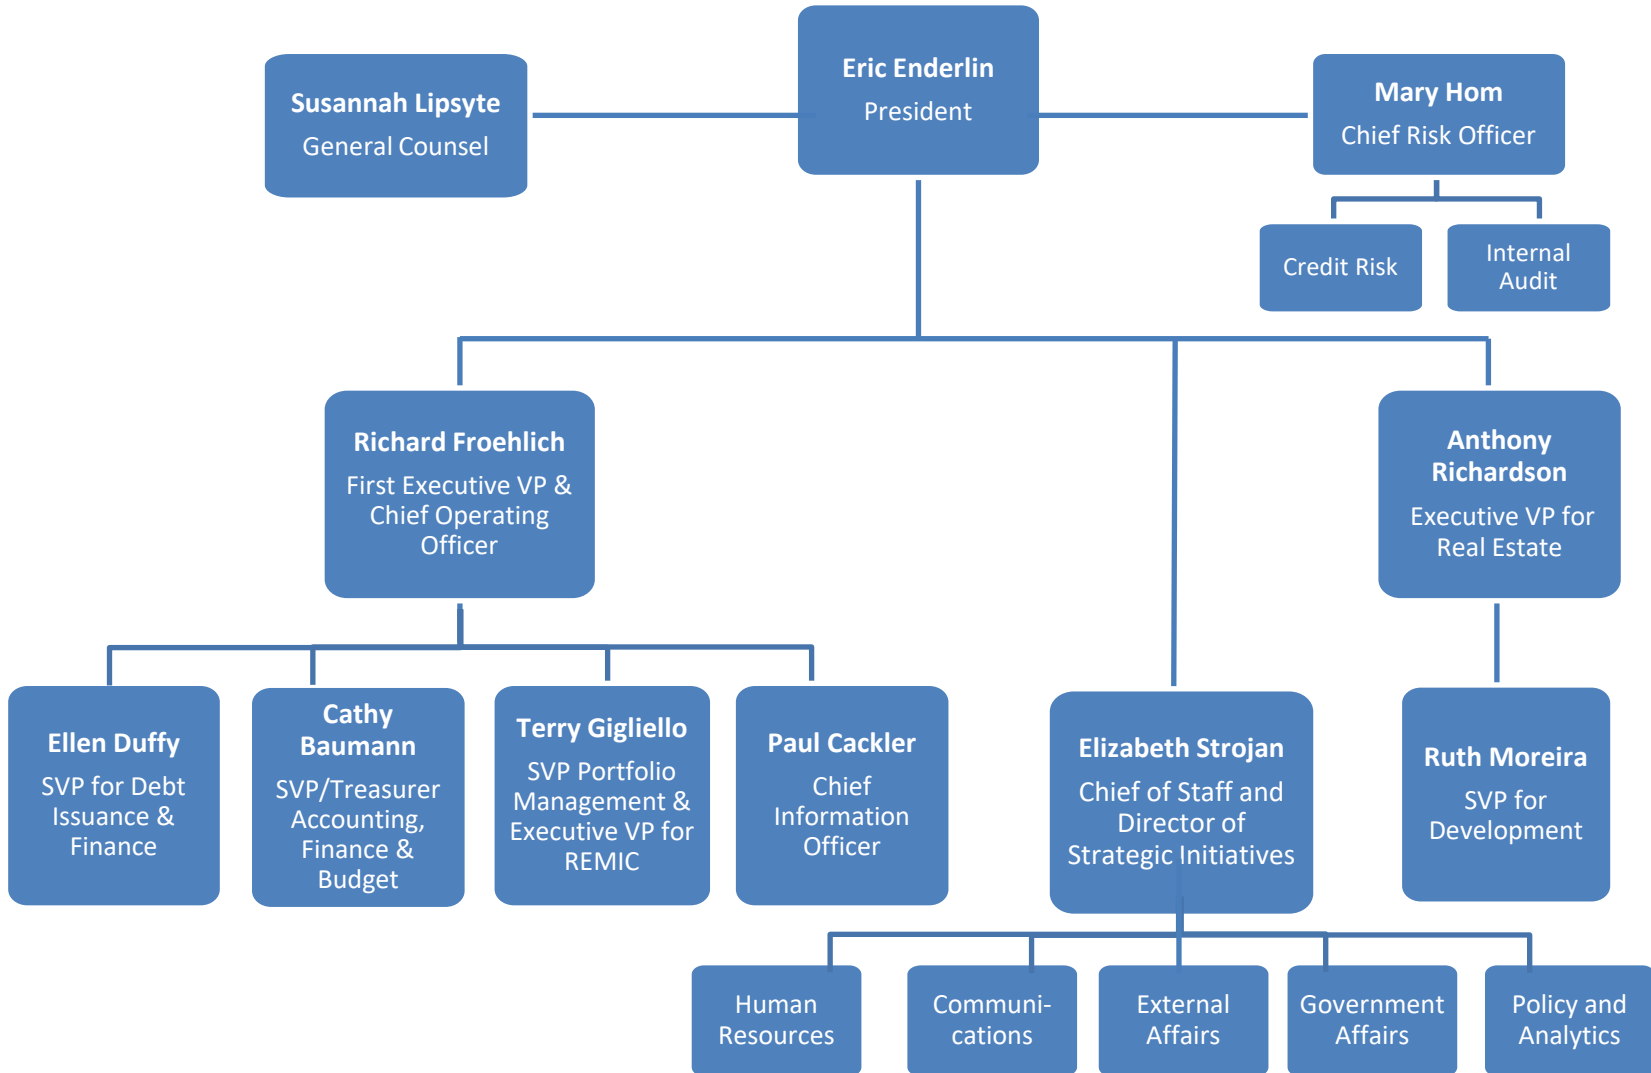 Eric Enderlin
President
Susannah Lipsyte
General Counsel
Mary Hom
Chief Risk Officer
Credit Risk
Internal
Audit
Richard Froehlich
First Executive VP &
Chief Operating
Officer
Anthony
Richardson
Executive VP for
Real Estate
Ellen Duffy
SVP for Debt
Issuance &
Finance
Cathy
Baumann
SVP/Treasurer
Accounting,
Finance &
Budget
Terry Gigliello
SVP Portfolio
Management &
Executive VP for
REMIC
Paul Cackler
Chief
Information
Officer
Elizabeth Strojan
Chief of Staff and
Director of
Strategic Initiatives
Ruth Moreira
SVP for
Development
Human
Resources
Communi-
cations
External
Affairs
Government
Affairs
Policy and
Analytics